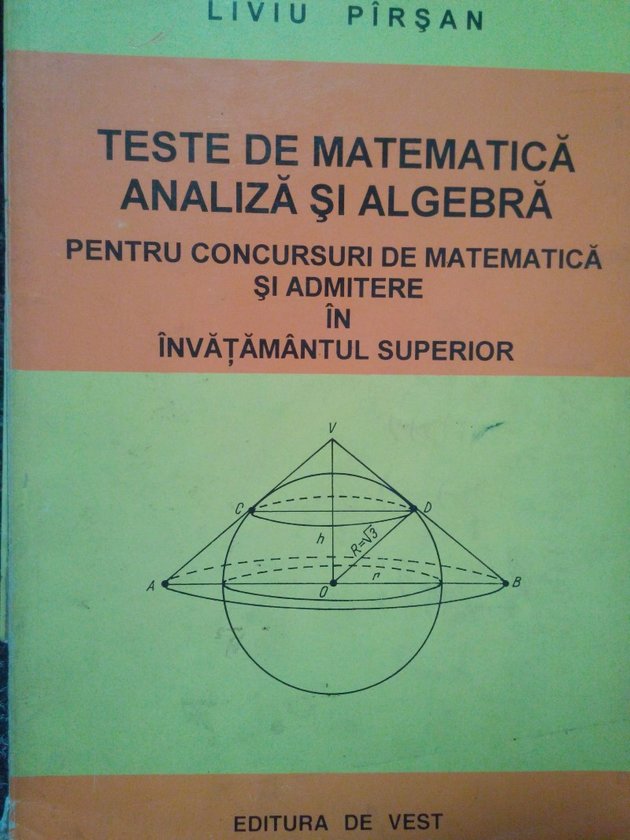 LIVIU PÎRŞAN
TESTE DE MATEMATICĂ
ANALIZĂ ŞI ALGEBRĂ
PENTRU CONCURSURI DE MATEMATICĂ
ŞI ADMITERE
ÎN
ÎNVĂŢĂMÂNTUL SUPERIOR
V
C
D
h
R=√3
r
A
O
B
EDITURA DE VEST